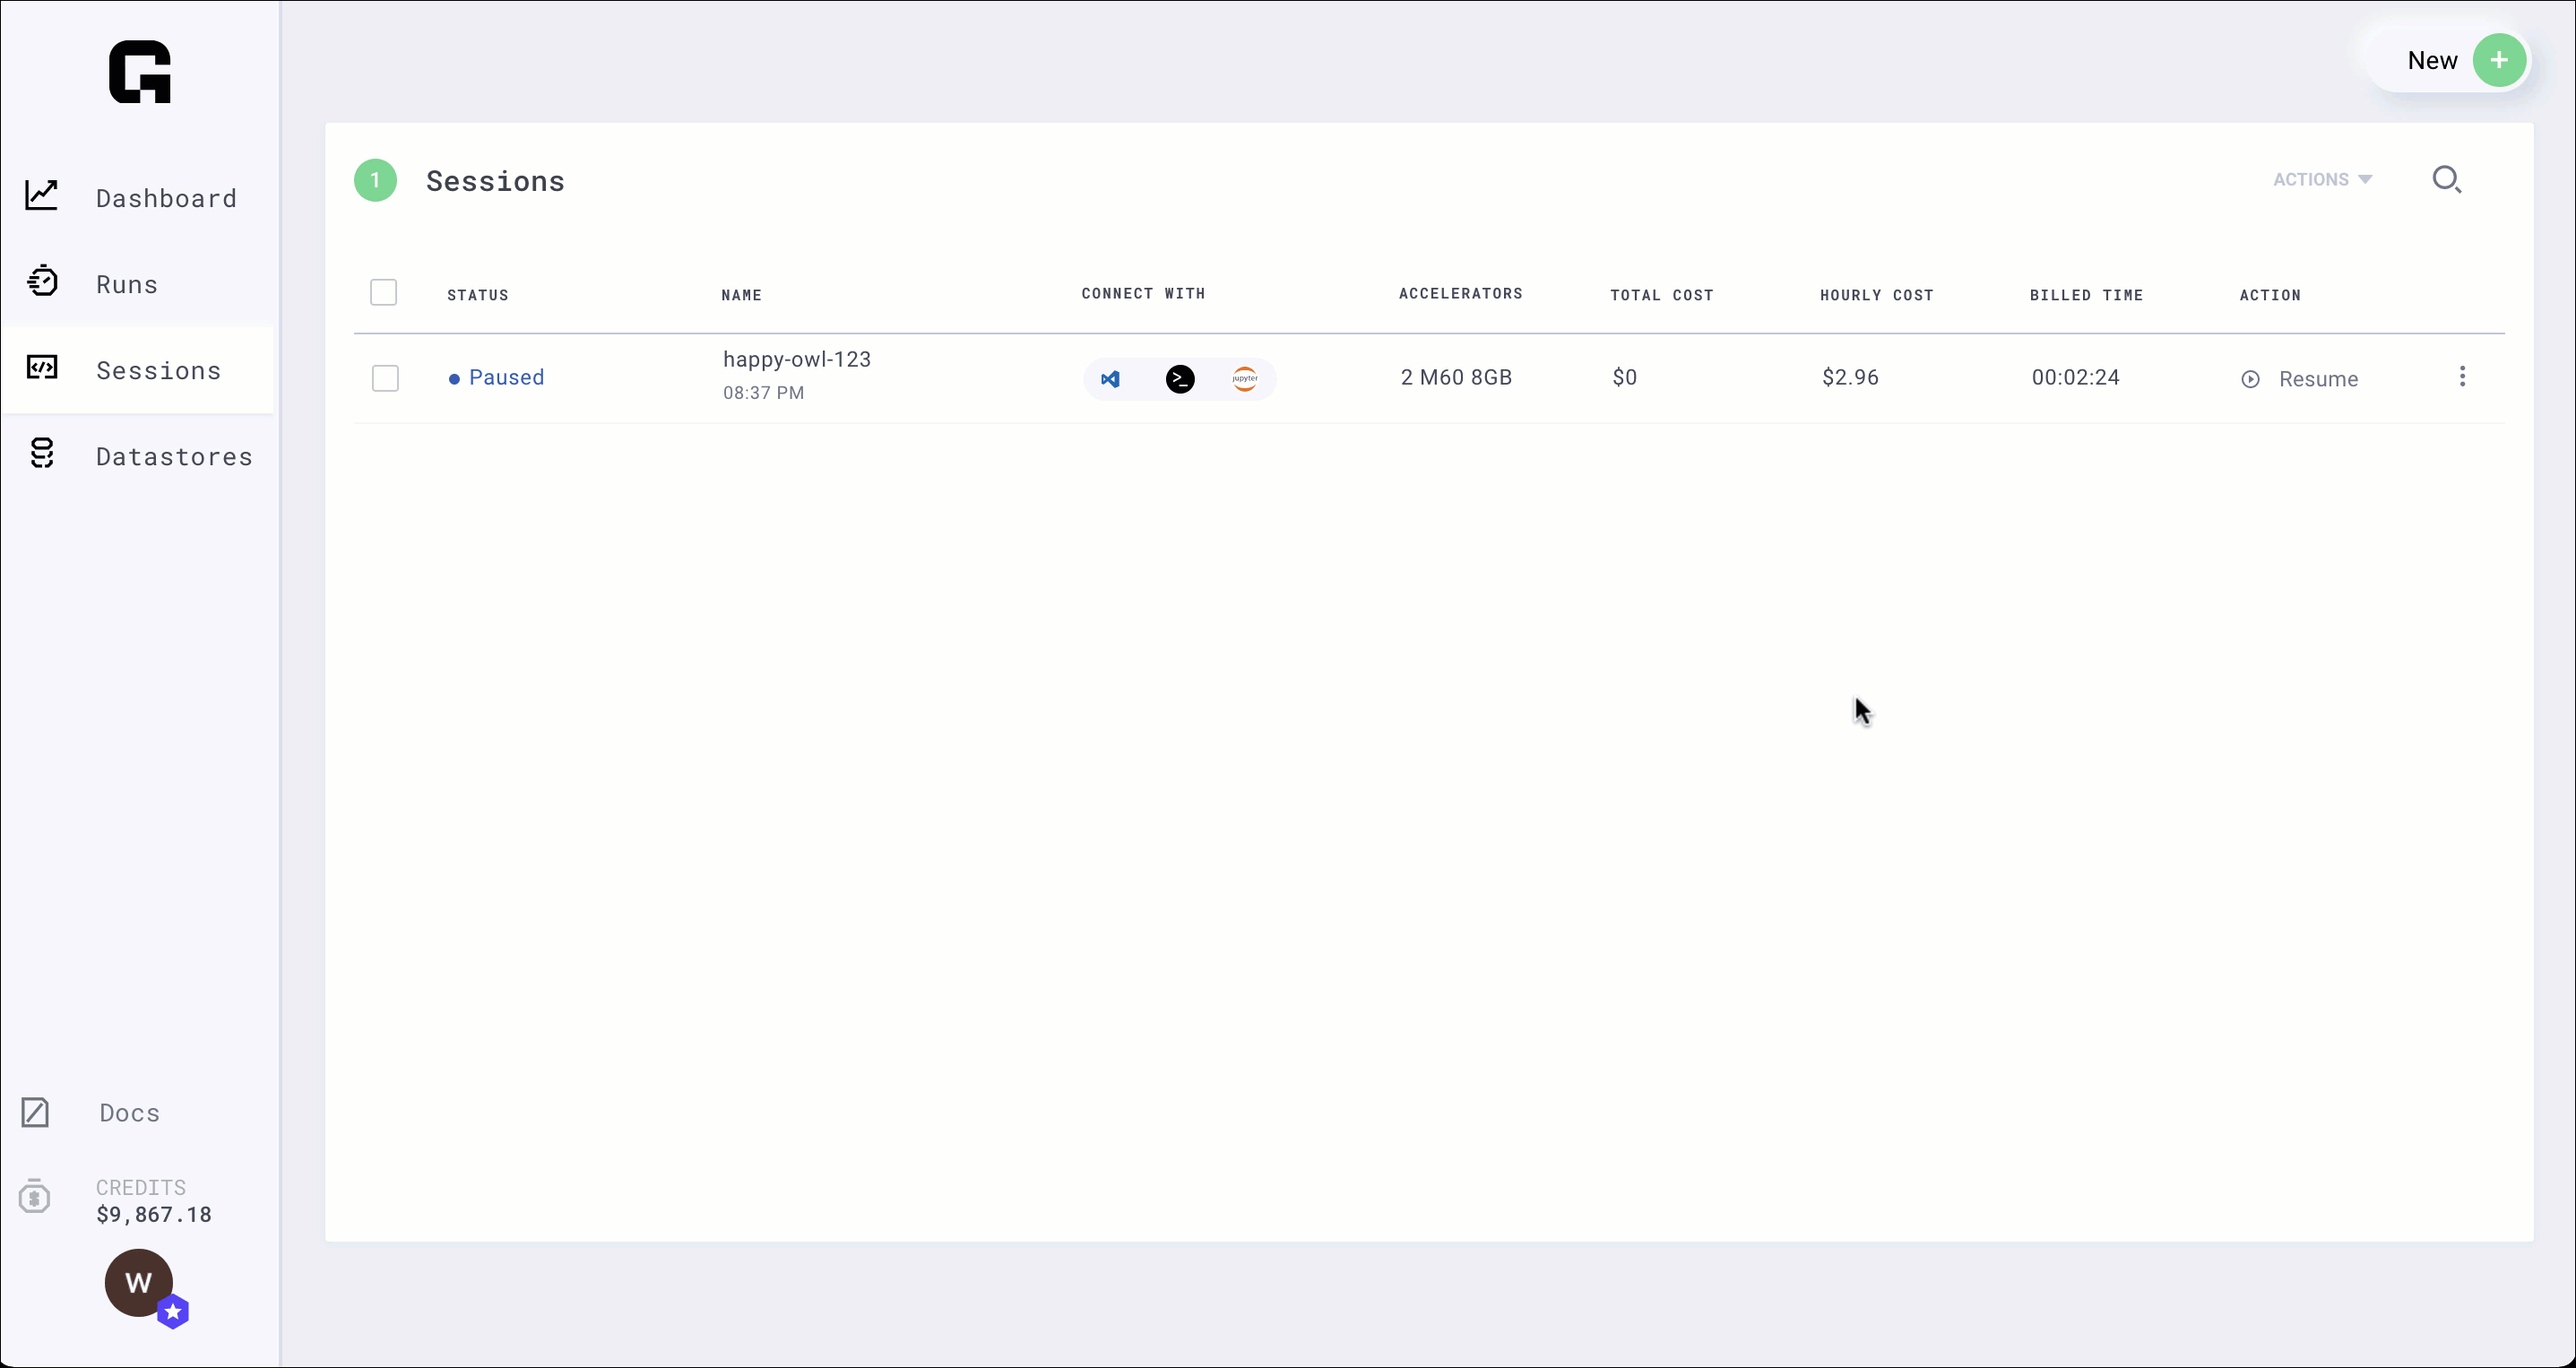 New +
Dashboard
Runs
Sessions
Datastores
1 Sessions
ACTIONS
STATUS NAME CONNECT WITH ACCELERATORS TOTAL COST HOURLY COST BILLED TIME ACTION
Paused happy-owl-123 >_ jupyter 2 M60 8GB $0 $2.96 00:02:24 Resume
08:37 PM
Docs
CREDITS
$9,867.18
W